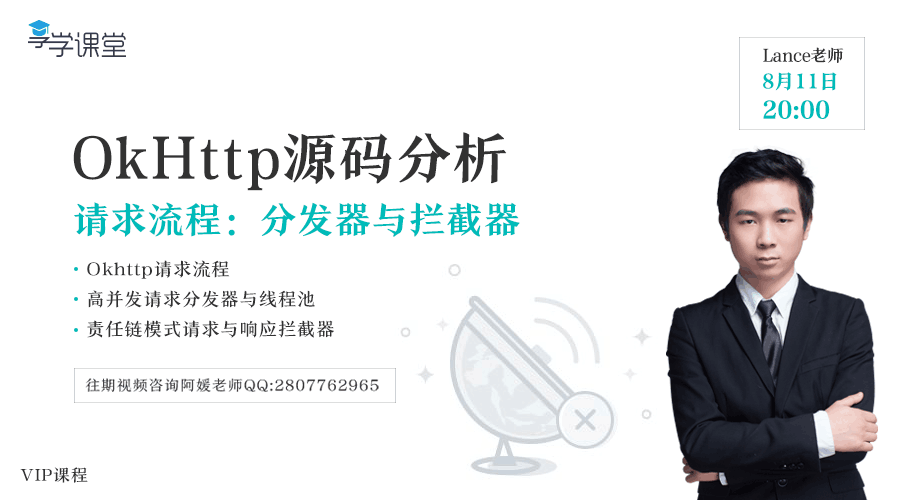 享学课堂
Lance老师
8月11日
20:00
OkHttp源码分析
请求流程：分发器与拦截器
• Okhttp请求流程
• 高并发请求分发器与线程池
• 责任链模式请求与响应拦截器
往期视频咨询阿媛老师QQ:2807762965
VIP课程